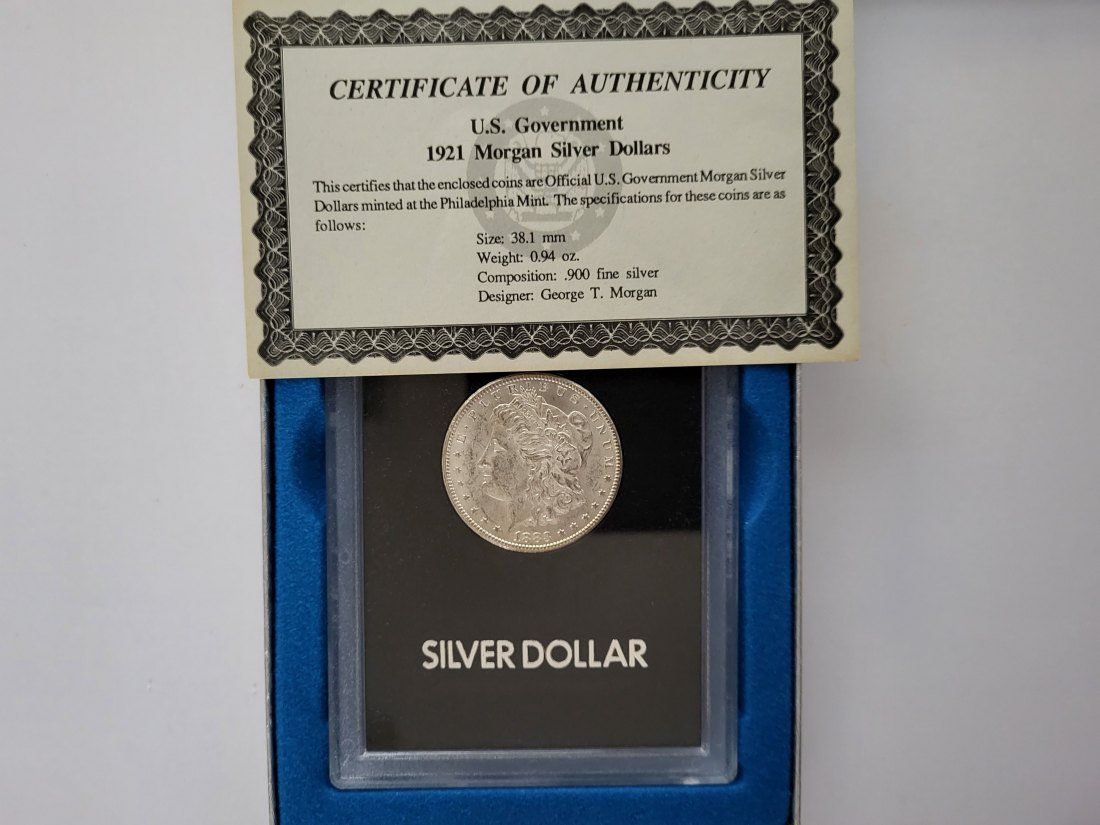 CERTIFICATE OF AUTHENTICITY
U.S. Government
1921 Morgan Silver Dollars
This certifies that the enclosed coins are Official U.S. Government Morgan Silver
Dollars minted at the Philadelphia Mint. The specifications for these coins are as
follows:
Size: 38.1 mm
Weight: 0.94 oz.
Composition: .900 fine silver
Designer: George T. Morgan
E · PLURIBUS · UNUM
SILVER DOLLAR